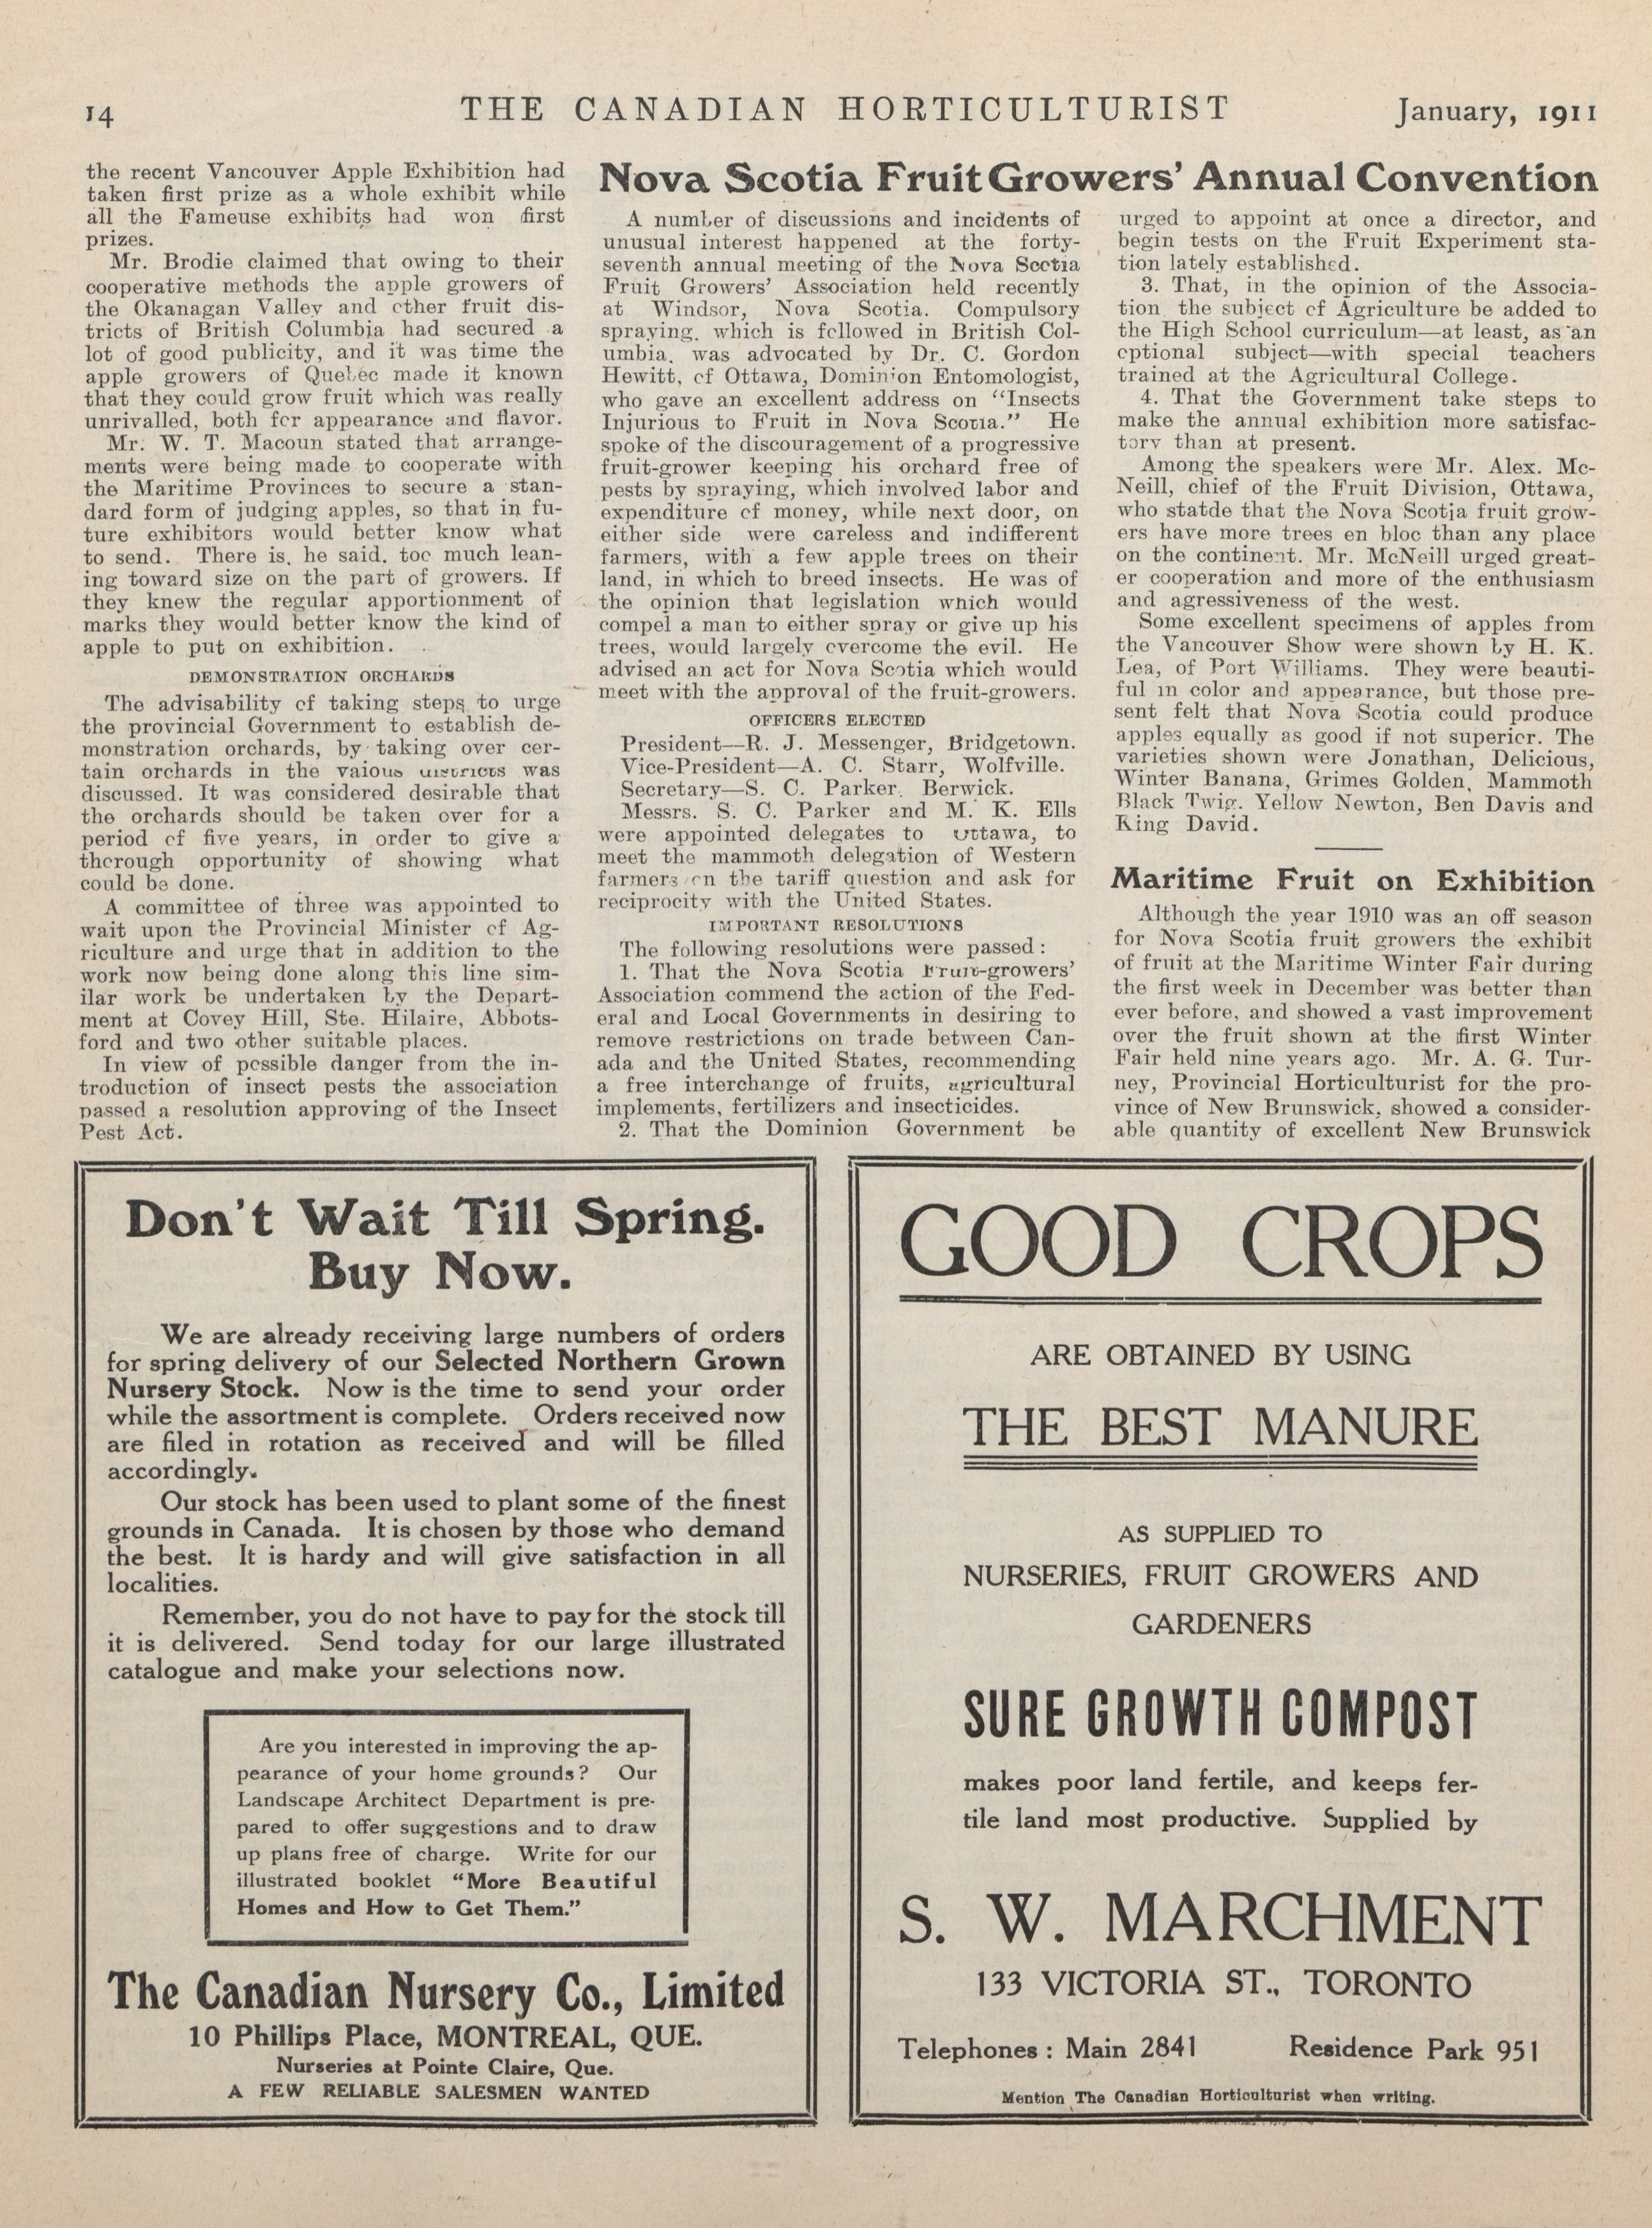 14
THE CANADIAN HORTICULTURIST
January, 1911
the recent Vancouver Apple Exhibition had
taken first prize as a whole exhibit while
all the Fameuse exhibits had won first
prizes.
Mr. Brodie claimed that owing to their
cooperative methods the apple growers of
the Okanagan Valley and other fruit dis-
tricts of British Columbia had secured a
lot of good publicity, and it was time the
apple growers of Quebec made it known
that they could grow fruit which was really
unrivalled, both for appearance and flavor.
Mr. W. T. Macoun stated that arrange-
ments were being made to cooperate with
the Maritime Provinces to secure a stan-
dard form of judging apples, so that in fu-
ture exhibitors would better know what
to send. There is, he said, too much lean-
ing toward size on the part of growers. If
they knew the regular apportionment of
marks they would better know the kind of
apple to put on exhibition.
DEMONSTRATION ORCHARDS
The advisability of taking steps to urge
the provincial Government to establish de-
monstration orchards, by taking over cer-
tain orchards in the vaious districts was
discussed. It was considered desirable that
the orchards should be taken over for a
period of five years, in order to give a
thorough opportunity of showing what
could be done.
A committee of three was appointed to
wait upon the Provincial Minister of Ag-
riculture and urge that in addition to the
work now being done along this line sim-
ilar work be undertaken by the Depart-
ment at Covey Hill, Ste. Hilaire, Abbots-
ford and two other suitable places.
In view of possible danger from the in-
troduction of insect pests the association
passed a resolution approving of the Insect
Pest Act.
Nova Scotia Fruit Growers' Annual Convention
A number of discussions and incidents of
unusual interest happened at the forty-
seventh annual meeting of the Nova Scotia
Fruit Growers' Association held recently
at Windsor, Nova Scotia. Compulsory
spraying, which is followed in British Col-
umbia, was advocated by Dr. C. Gordon
Hewitt, of Ottawa, Dominion Entomologist,
who gave an excellent address on "Insects
Injurious to Fruit in Nova Scotia." He
spoke of the discouragement of a progressive
fruit-grower keeping his orchard free of
pests by spraying, which involved labor and
expenditure of money, while next door, on
either side were careless and indifferent
farmers, with a few apple trees on their
land, in which to breed insects. He was of
the opinion that legislation which would
compel a man to either spray or give up his
trees, would largely overcome the evil. He
advised an act for Nova Scotia which would
meet with the approval of the fruit-growers.
OFFICERS ELECTED
President—R. J. Messenger, Bridgetown.
Vice-President—A. C. Starr, Wolfville.
Secretary—S. C. Parker, Berwick.
Messrs. S. C. Parker and M. K. Ells
were appointed delegates to Ottawa, to
meet the mammoth delegation of Western
farmers on the tariff question and ask for
reciprocity with the United States.
IMPORTANT RESOLUTIONS
The following resolutions were passed:
1. That the Nova Scotia Fruit-growers'
Association commend the action of the Fed-
eral and Local Governments in desiring to
remove restrictions on trade between Can-
ada and the United States, recommending
a free interchange of fruits, agricultural
implements, fertilizers and insecticides.
2. That the Dominion Government be
urged to appoint at once a director, and
begin tests on the Fruit Experiment sta-
tion lately established.
3. That, in the opinion of the Associa-
tion the subject of Agriculture be added to
the High School curriculum—at least, as an
optional subject—with special teachers
trained at the Agricultural College.
4. That the Government take steps to
make the annual exhibition more satisfac-
tory than at present.
Among the speakers were Mr. Alex. Mc-
Neill, chief of the Fruit Division, Ottawa,
who statde that the Nova Scotia fruit grow-
ers have more trees en bloc than any place
on the continent. Mr. McNeill urged great-
er cooperation and more of the enthusiasm
and agressiveness of the west.
Some excellent specimens of apples from
the Vancouver Show were shown by H. K.
Lea, of Port Williams. They were beauti-
ful in color and appearance, but those pre-
sent felt that Nova Scotia could produce
apples equally as good if not superior. The
varieties shown were Jonathan, Delicious,
Winter Banana, Grimes Golden, Mammoth
Black Twig, Yellow Newton, Ben Davis and
King David.
Maritime Fruit on Exhibition
Although the year 1910 was an off season
for Nova Scotia fruit growers the exhibit
of fruit at the Maritime Winter Fair during
the first week in December was better than
ever before, and showed a vast improvement
over the fruit shown at the first Winter
Fair held nine years ago. Mr. A. G. Tur-
ney, Provincial Horticulturist for the pro-
vince of New Brunswick, showed a consider-
able quantity of excellent New Brunswick
Don't Wait Till Spring.
Buy Now.
We are already receiving large numbers of orders
for spring delivery of our Selected Northern Grown
Nursery Stock. Now is the time to send your order
while the assortment is complete. Orders received now
are filed in rotation as received and will be filled
accordingly.
Our stock has been used to plant some of the finest
grounds in Canada. It is chosen by those who demand
the best. It is hardy and will give satisfaction in all
localities.
Remember, you do not have to pay for the stock till
it is delivered. Send today for our large illustrated
catalogue and make your selections now.
Are you interested in improving the ap-
pearance of your home grounds? Our
Landscape Architect Department is pre-
pared to offer suggestions and to draw
up plans free of charge. Write for our
illustrated booklet "More Beautiful
Homes and How to Get Them."
The Canadian Nursery Co., Limited
10 Phillips Place, MONTREAL, QUE.
Nurseries at Pointe Claire, Que.
A FEW RELIABLE SALESMEN WANTED
GOOD CROPS
ARE OBTAINED BY USING
THE BEST MANURE
AS SUPPLIED TO
NURSERIES, FRUIT GROWERS AND
GARDENERS
SURE GROWTH COMPOST
makes poor land fertile, and keeps fer-
tile land most productive. Supplied by
S. W. MARCHMENT
133 VICTORIA ST., TORONTO
Telephones: Main 2841 Residence Park 951
Mention The Canadian Horticulturist when writing.